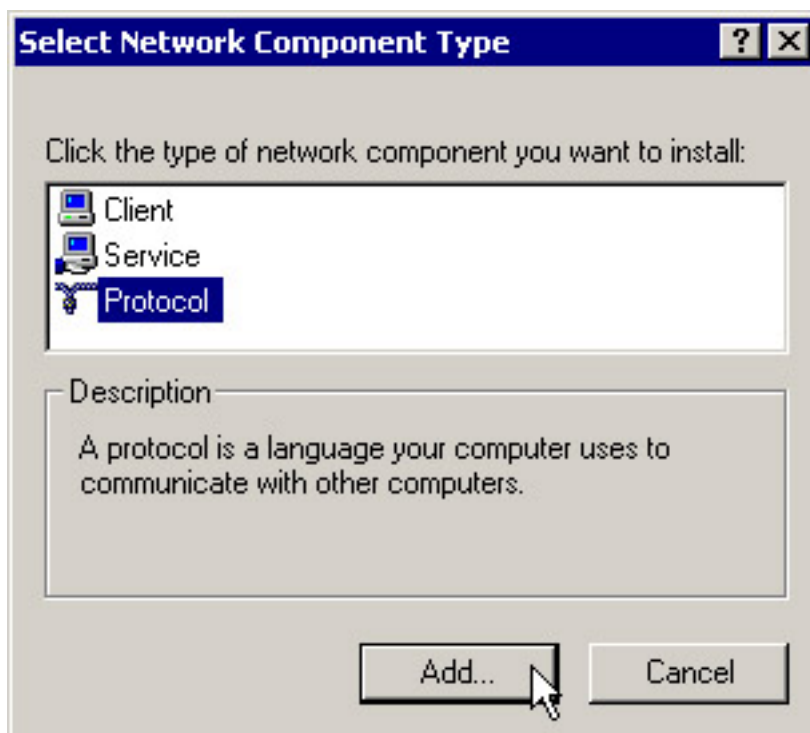 Select Network Component Type
Click the type of network component you want to install:
Client
Service
Protocol
Description
A protocol is a language your computer uses to
communicate with other computers.
Add...
Cancel